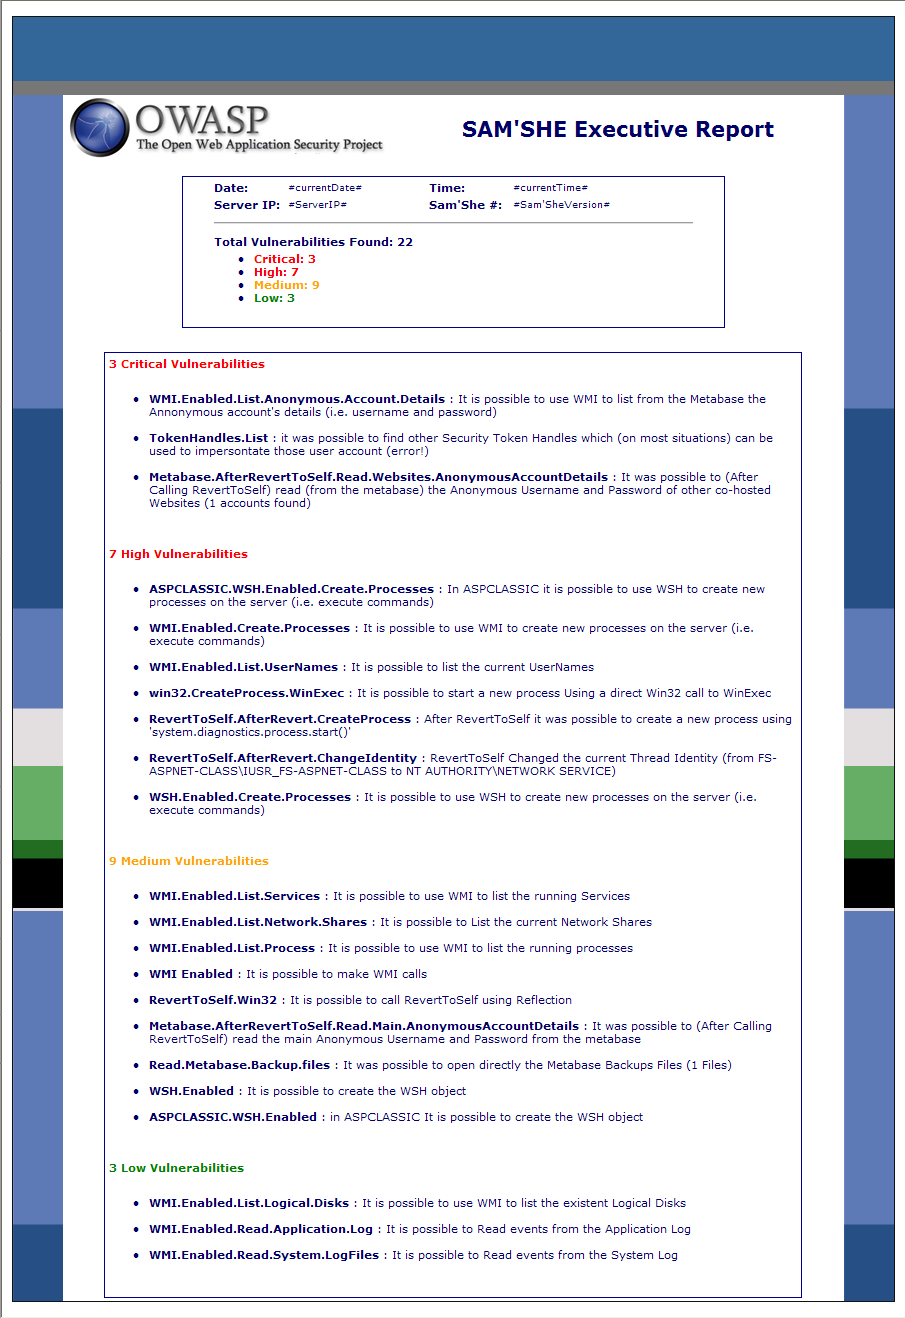 OWASP
The Open Web Application Security Project
SAM'SHE Executive Report
Date: #currentDate# Time: #currentTime#
Server IP: #ServerIP# Sam'She #: #Sam'SheVersion#
Total Vulnerabilities Found: 22
• Critical: 3
• High: 7
• Medium: 9
• Low: 3
3 Critical Vulnerabilities
• WMI.Enabled.List.Anonymous.Account.Details : It is possible to use WMI to list from the Metabase the
Annonymous account's details (i.e. username and password)
• TokenHandles.List : it was possible to find other Security Token Handles which (on most situations) can be
used to impersontate those user account (error!)
• Metabase.AfterRevertToSelf.Read.Websites.AnonymousAccountDetails : It was possible to (After
Calling RevertToSelf) read (from the metabase) the Anonymous Username and Password of other co-hosted
Websites (1 accounts found)
7 High Vulnerabilities
• ASPCLASSIC.WSH.Enabled.Create.Processes : In ASPCLASSIC it is possible to use WSH to create new
processes on the server (i.e. execute commands)
• WMI.Enabled.Create.Processes : It is possible to use WMI to create new processes on the server (i.e.
execute commands)
• WMI.Enabled.List.UserNames : It is possible to list the current UserNames
• win32.CreateProcess.WinExec : It is possible to start a new process Using a direct Win32 call to WinExec
• RevertToSelf.AfterRevert.CreateProcess : After RevertToSelf it was possible to create a new process using
'system.diagnostics.process.start()'
• RevertToSelf.AfterRevert.ChangeIdentity : RevertToSelf Changed the current Thread Identity (from FS-
ASPNET-CLASS\IUSR_FS-ASPNET-CLASS to NT AUTHORITY\NETWORK SERVICE)
• WSH.Enabled.Create.Processes : It is possible to use WSH to create new processes on the server (i.e.
execute commands)
9 Medium Vulnerabilities
• WMI.Enabled.List.Services : It is possible to use WMI to list the running Services
• WMI.Enabled.List.Network.Shares : It is possible to List the current Network Shares
• WMI.Enabled.List.Process : It is possible to use WMI to list the running processes
• WMI Enabled : It is possible to make WMI calls
• RevertToSelf.Win32 : It is possible to call RevertToSelf using Reflection
• Metabase.AfterRevertToSelf.Read.Main.AnonymousAccountDetails : It was possible to (After Calling
RevertToSelf) read the main Anonymous Username and Password from the metabase
• Read.Metabase.Backup.files : It was possible to open directly the Metabase Backups Files (1 Files)
• WSH.Enabled : It is possible to create the WSH object
• ASPCLASSIC.WSH.Enabled : in ASPCLASSIC It is possible to create the WSH object
3 Low Vulnerabilities
• WMI.Enabled.List.Logical.Disks : It is possible to use WMI to list the existent Logical Disks
• WMI.Enabled.Read.Application.Log : It is possible to Read events from the Application Log
• WMI.Enabled.Read.System.LogFiles : It is possible to Read events from the System Log